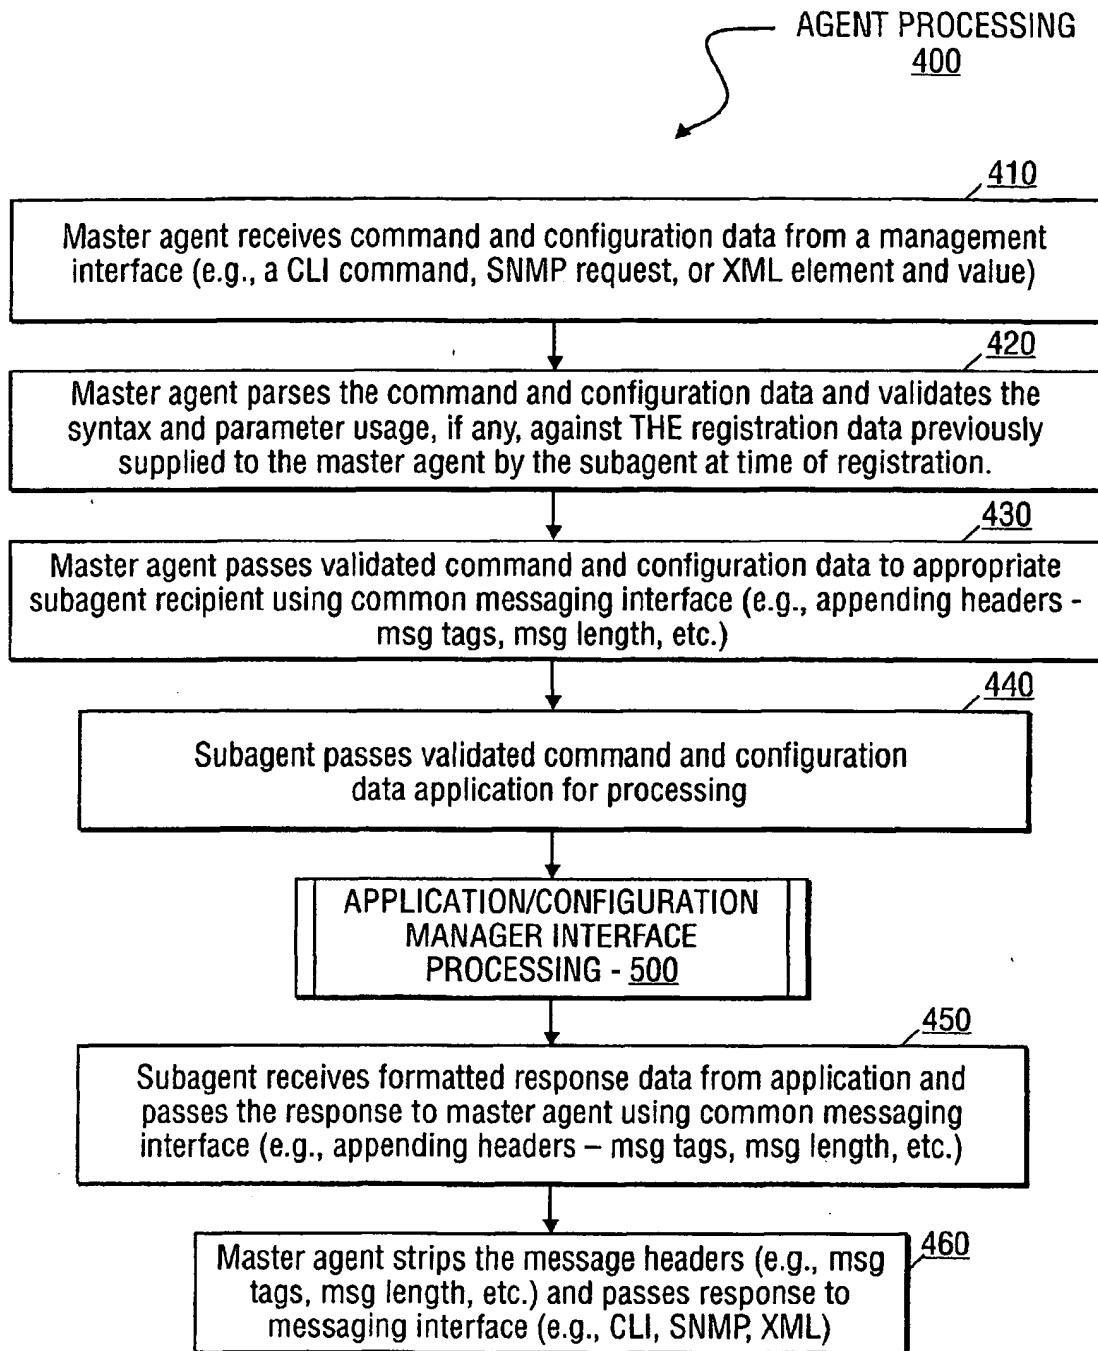 AGENT PROCESSING
400
410
Master agent receives command and configuration data from a management
interface (e.g., a CLI command, SNMP request, or XML element and value)
420
Master agent parses the command and configuration data and validates the
syntax and parameter usage, if any, against THE registration data previously
supplied to the master agent by the subagent at time of registration.
430
Master agent passes validated command and configuration data to appropriate
subagent recipient using common messaging interface (e.g., appending headers -
msg tags, msg length, etc.)
440
Subagent passes validated command and configuration
data application for processing
APPLICATION/CONFIGURATION
MANAGER INTERFACE
PROCESSING - 500
450
Subagent receives formatted response data from application and
passes the response to master agent using common messaging
interface (e.g., appending headers – msg tags, msg length, etc.)
460
Master agent strips the message headers (e.g., msg
tags, msg length, etc.) and passes response to
messaging interface (e.g., CLI, SNMP, XML)